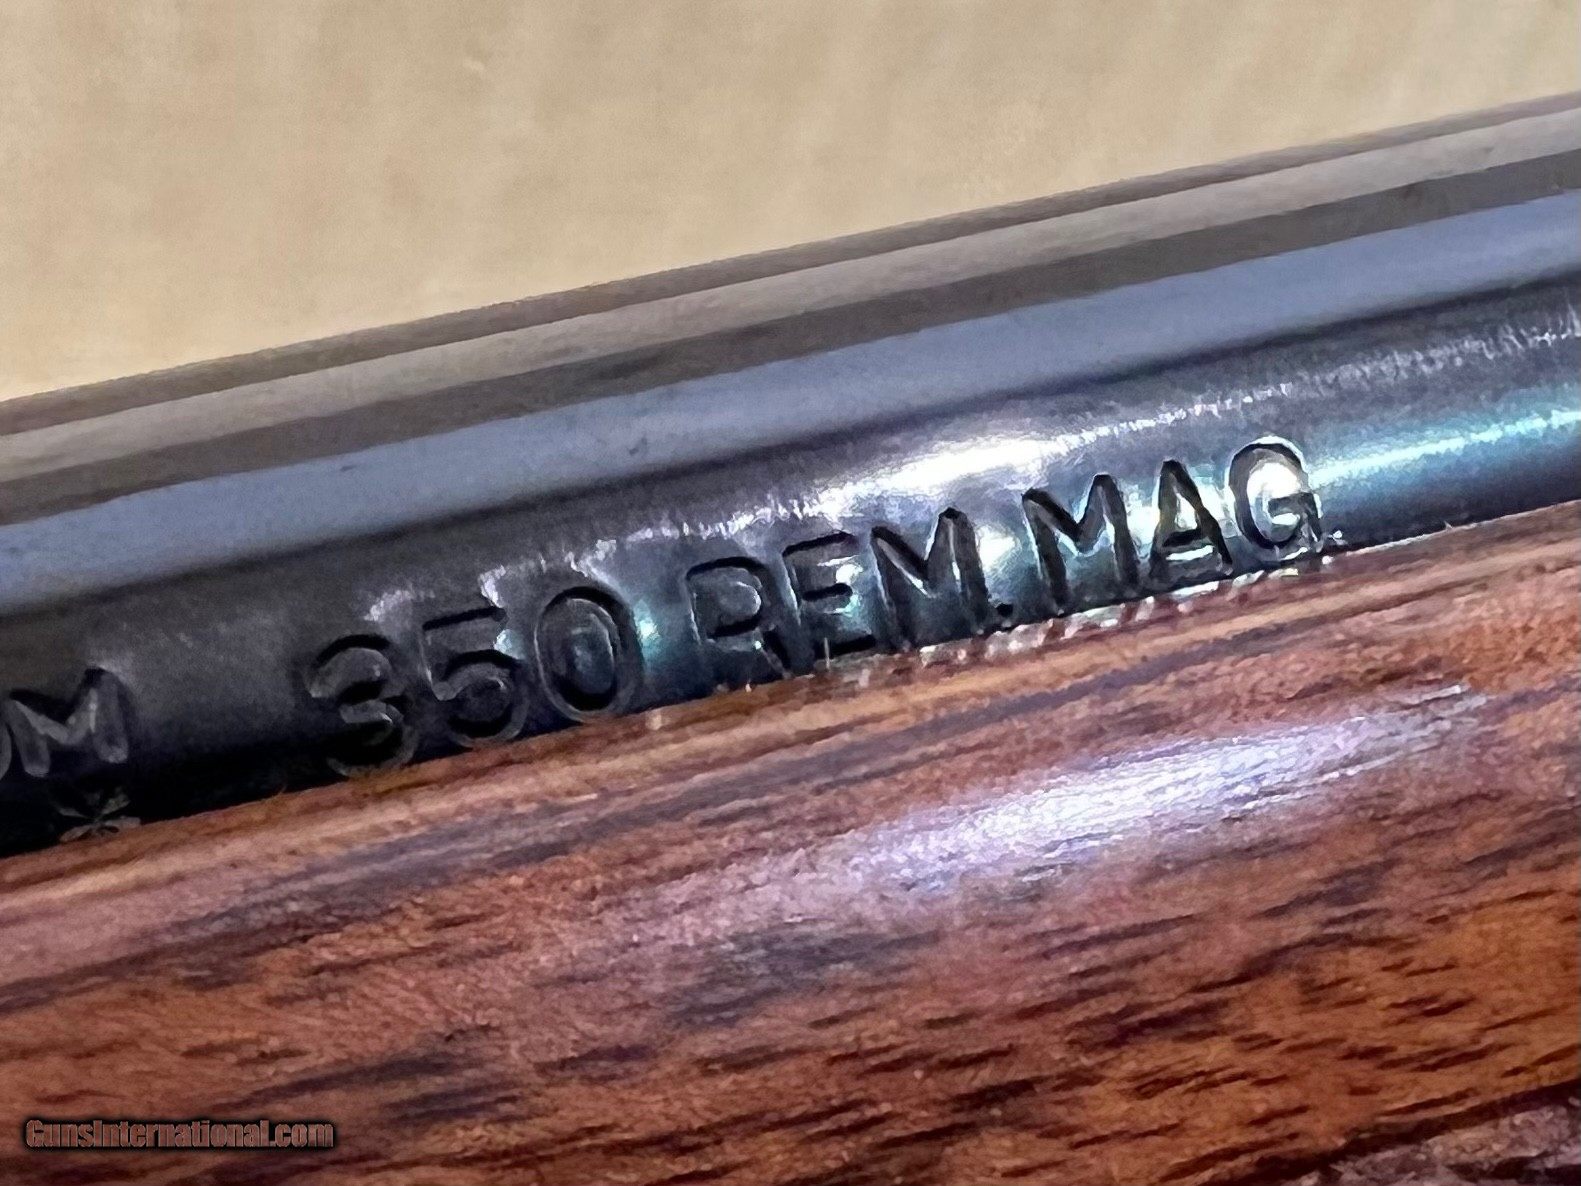 350 REM. MAG.
GunsInternational.com